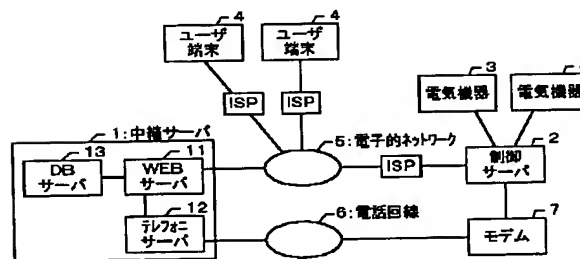 4
ユーザ
端末
4
ユーザ
端末
ISP
ISP
3
電気機器
電気機器
1:中継サーバ
13
DB
サーバ
11
WEB
サーバ
5:電子的ネットワーク
ISP
2
制御
サーバ
12
テレフォニ
サーバ
6:電話回線
7
モデム